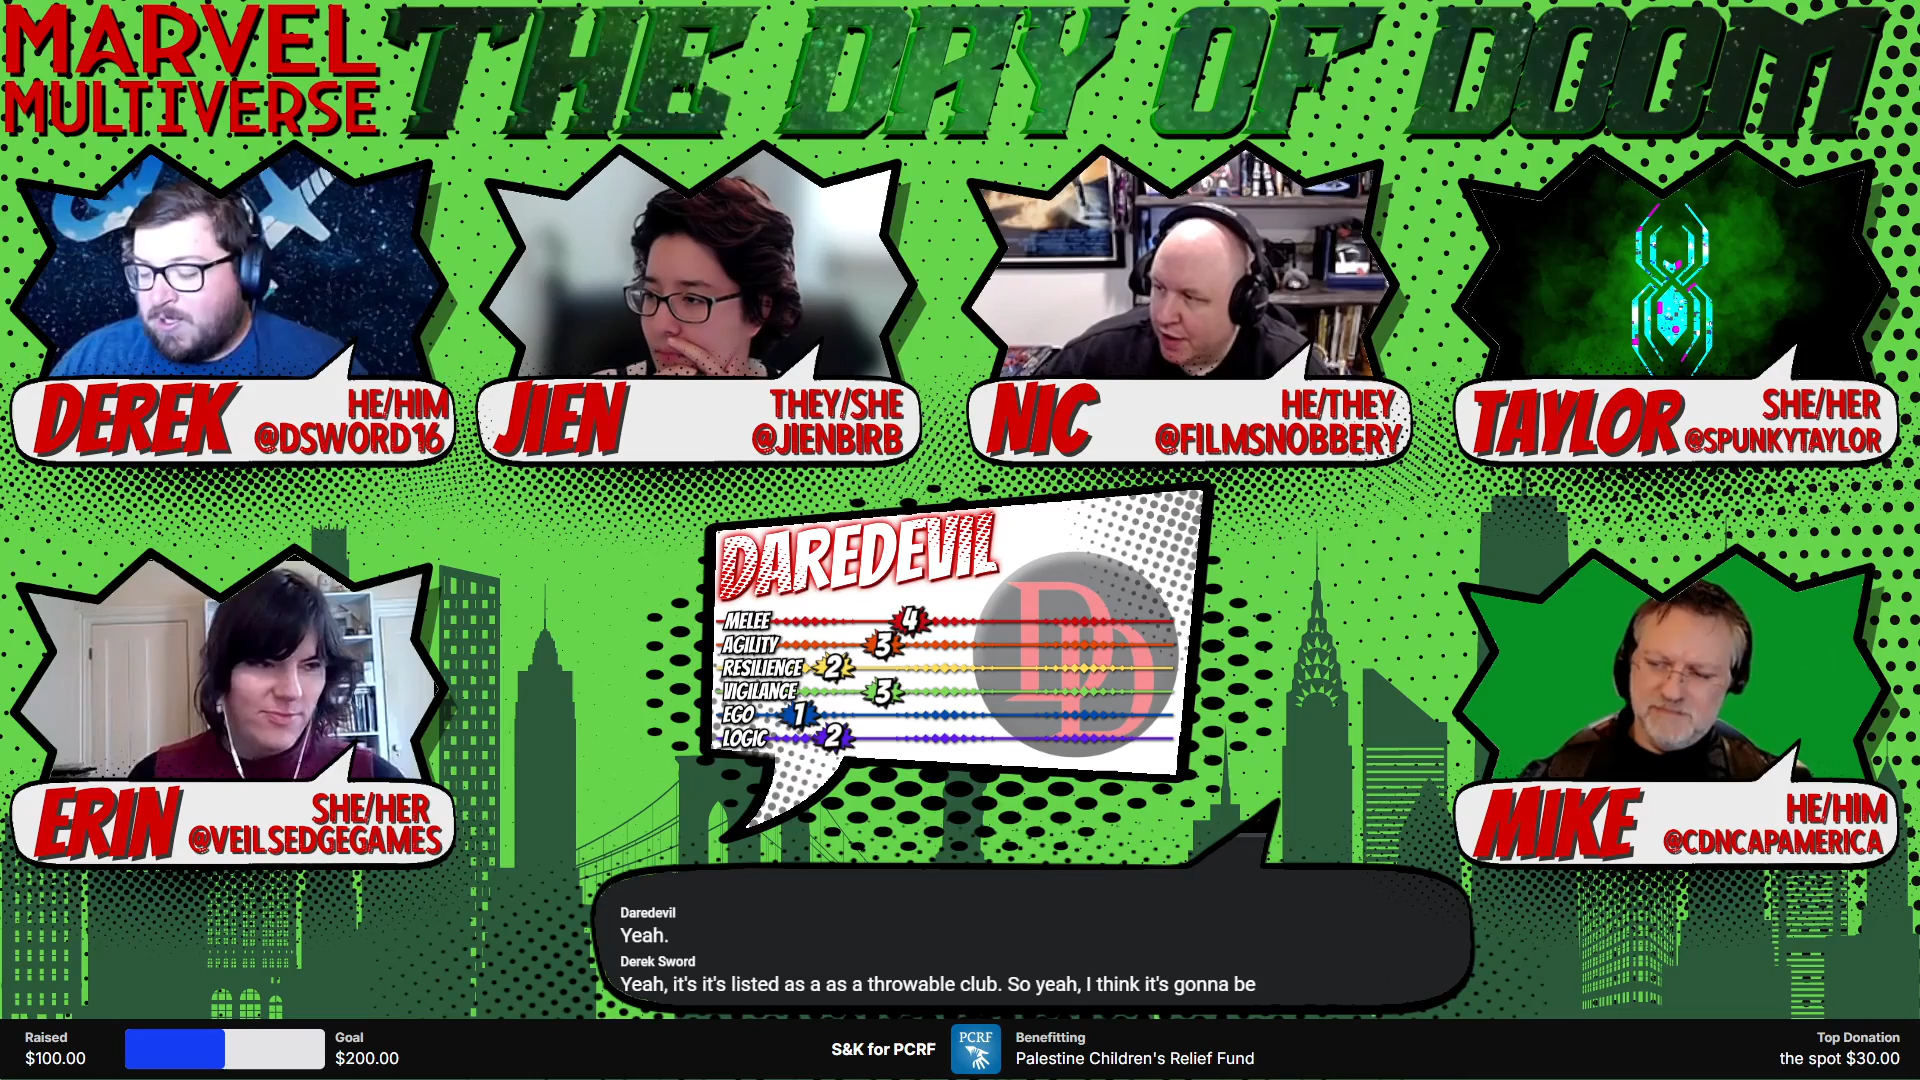 MARVEL
MULTIVERSE
THE DAY OF DOOM
DEREK
HE/HIM
@DSWORD16
JIEN
THEY/SHE
@JIENBIRB
NIC
HE/THEY
@FILMSNOBBERY
TAYLOR
SHE/HER
@SPUNKYTAYLOR
DAREDEVIL
MELEE 4
AGILITY 3
RESILIENCE 2
VIGILANCE 3
EGO 1
LOGIC 2
DD
ERIN
SHE/HER
@VEILSEDGEGAMES
MIKE
HE/HIM
@CDNCAPAMERICA
Daredevil
Yeah.
Derek Sword
Yeah, it's it's listed as a as a throwable club. So yeah, I think it's gonna be
Raised
$100.00
Goal
$200.00
S&K for PCRF
PCRF
Benefitting
Palestine Children's Relief Fund
Top Donation
the spot $30.00